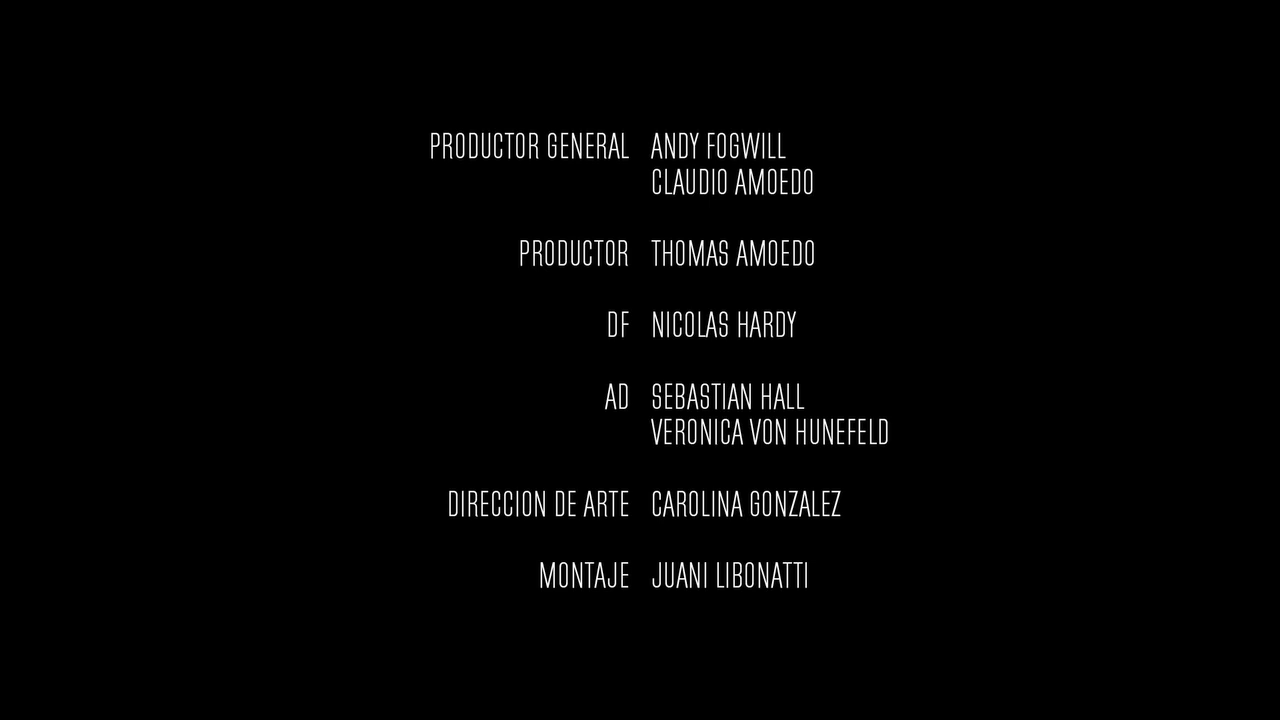 PRODUCTOR GENERAL ANDY FOGWILL
CLAUDIO AMOEDO
PRODUCTOR THOMAS AMOEDO
DF NICOLAS HARDY
AD SEBASTIAN HALL
VERONICA VON HUNEFELD
DIRECCION DE ARTE CAROLINA GONZALEZ
MONTAJE JUANI LIBONATTI